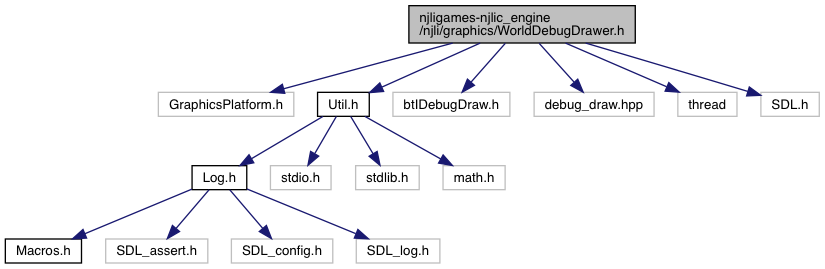 njligames-njlic_engine
/njli/graphics/WorldDebugDrawer.h
GraphicsPlatform.h
Util.h
btIDebugDraw.h
debug_draw.hpp
thread
SDL.h
Log.h
stdio.h
stdlib.h
math.h
Macros.h
SDL_assert.h
SDL_config.h
SDL_log.h